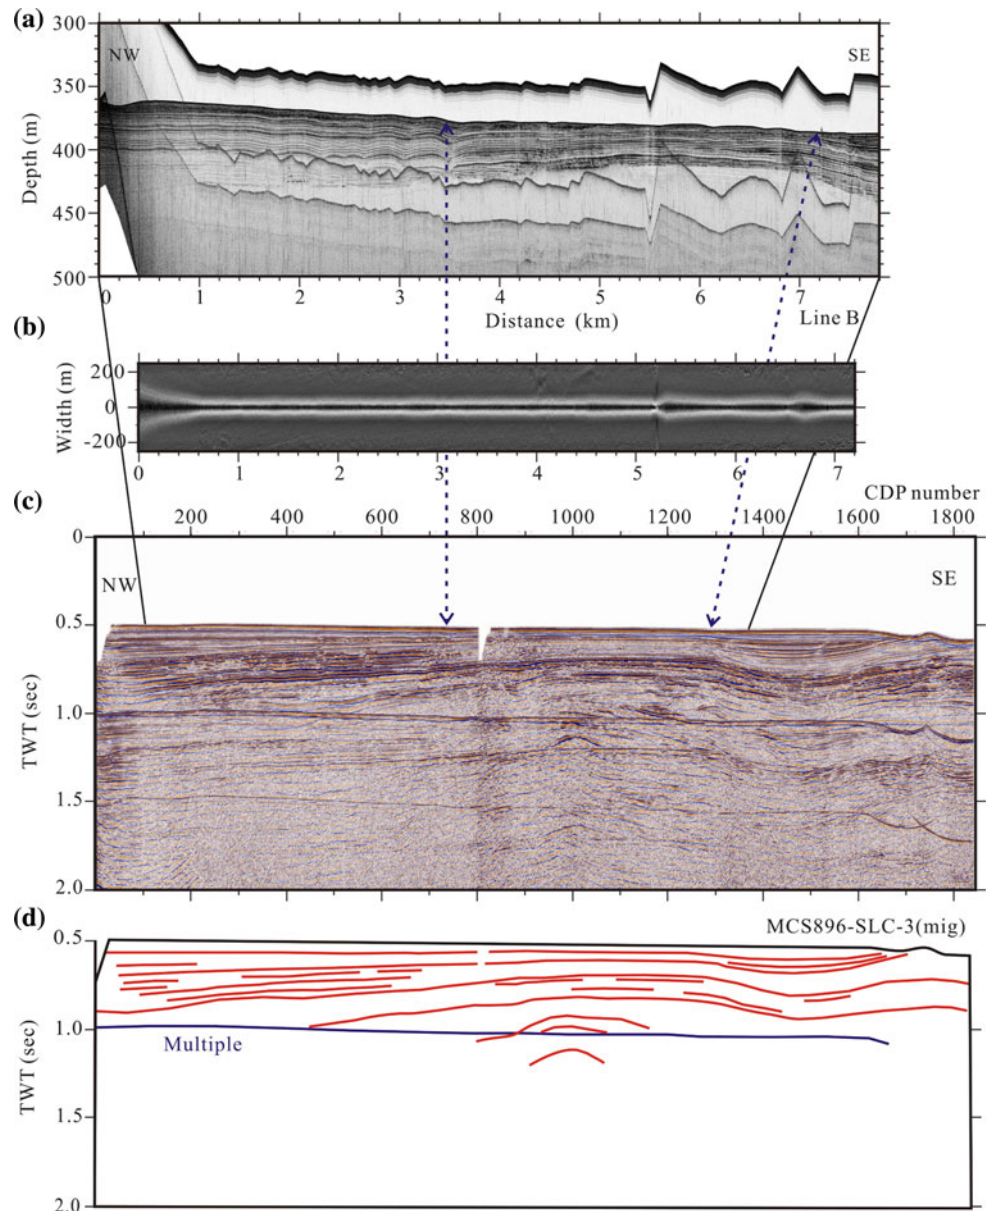 (a)
300
350
400
450
500
Depth (m)
NW
SE
0 1 2 3 4 5 6 7
Distance (km)
Line B
(b)
200
0
-200
Width (m)
0 1 2 3 4 5 6 7
(c)
CDP number
200 400 600 800 1000 1200 1400 1600 1800
0
0.5
1.0
1.5
2.0
TWT (sec)
NW
SE
(d)
MCS896-SLC-3(mig)
0.5
1.0
1.5
2.0
TWT (sec)
Multiple